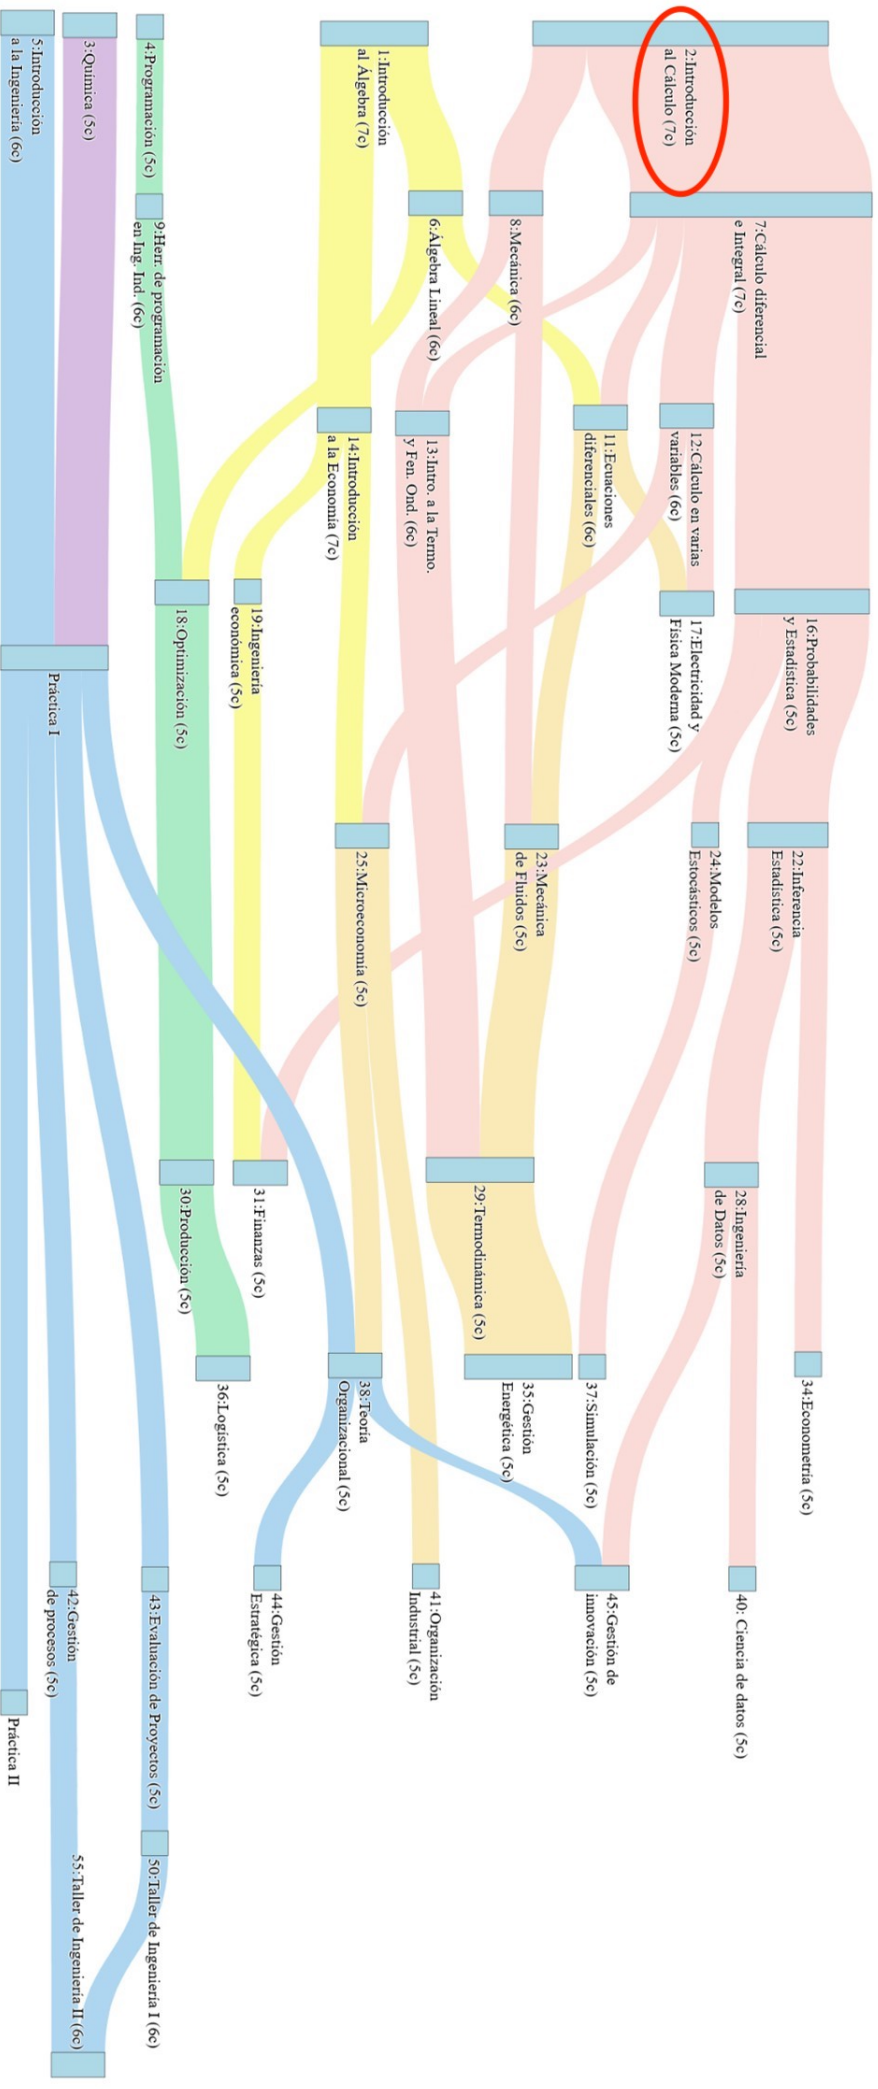 2:Introducción
al Cálculo (7c)
1:Introducción
al Álgebra (7c)
4:Programación (5c)
3:Química (5c)
5:Introducción
a la Ingeniería (6c)
7:Cálculo diferencial
e Integral (7c)
8:Mecánica (6c)
6:Álgebra Lineal (6c)
9:Herr. de programación
en Ing. Ind. (6c)
12:Cálculo en varias
variables (6c)
11:Ecuaciones
diferenciales (6c)
13:Intro. a la Termo.
y Fen. Ond. (6c)
14:Introducción
a la Economía (7c)
16:Probabilidades
y Estadística (5c)
17:Electricidad y
Física Moderna (5c)
19:Ingeniería
económica (5c)
18:Optimización (5c)
Práctica I
22:Inferencia
Estadística (5c)
24:Modelos
Estocásticos (5c)
23:Mecánica
de Fluidos (5c)
25:Microeconomía (5c)
28:Ingeniería
de Datos (5c)
29:Termodinámica (5c)
31:Finanzas (5c)
30:Producción (5c)
34:Econometría (5c)
37:Simulación (5c)
35:Gestión
Energética (5c)
38:Teoría
Organizacional (5c)
36:Logística (5c)
40: Ciencia de datos (5c)
45:Gestión de
innovación (5c)
41:Organización
Industrial (5c)
44:Gestión
Estratégica (5c)
43:Evaluación de Proyectos (5c)
42:Gestión
de procesos (5c)
Práctica II
50:Taller de Ingeniería I (6c)
55:Taller de Ingeniería II (6c)